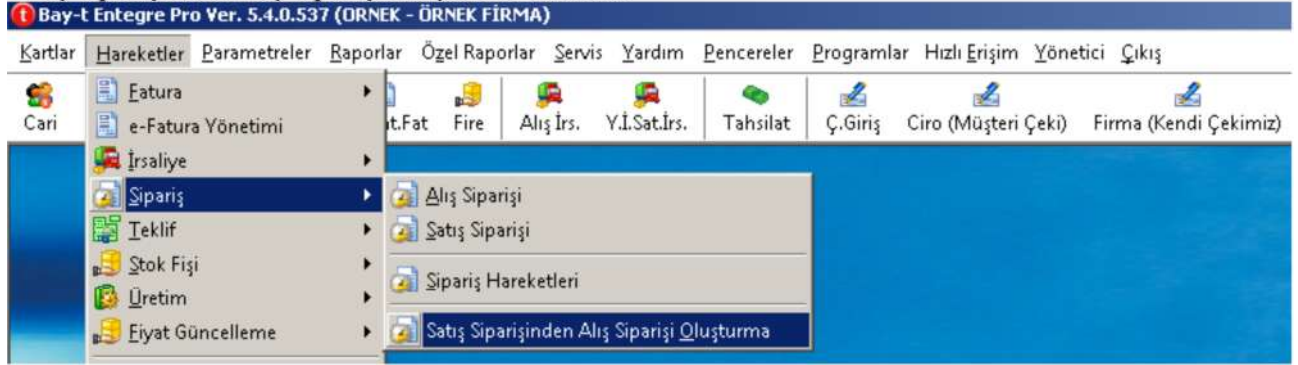 Bay-t Entegre Pro Ver. 5.4.0.537 (ORNEK - ÖRNEK FİRMA)
Kartlar Hareketler Parametreler Raporlar Özel Raporlar Servis Yardım Pencereler Programlar Hızlı Erişim Yönetici Çıkış
Cari t.Fat Fire Alış İrs. Y.İ.Sat.İrs. Tahsilat Ç.Giriş Ciro (Müşteri Çeki) Firma (Kendi Çekimiz)
Fatura
e-Fatura Yönetimi
İrsaliye
Sipariş
Teklif
Stok Fişi
Üretim
Fiyat Güncelleme
Alış Siparişi
Satış Siparişi
Sipariş Hareketleri
Satış Siparişinden Alış Siparişi Oluşturma